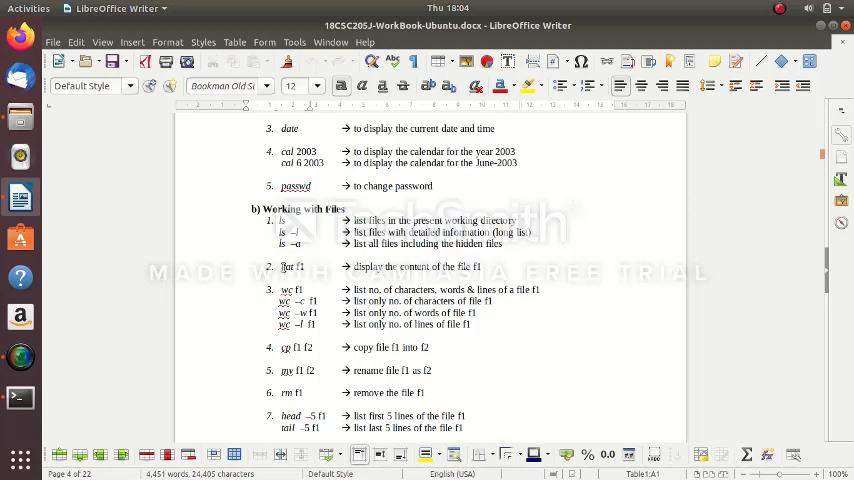 Activities LibreOffice Writer Thu 18:04
18CSC205J-WorkBook-Ubuntu.docx - LibreOffice Writer
File Edit View Insert Format Styles Table Form Tools Window Help
Default Style Bookman Old St 12
3. date → to display the current date and time
4. cal 2003 → to display the calendar for the year 2003
cal 6 2003 → to display the calendar for the June-2003
5. passwd → to change password
b) Working with Files
1. ls → list files in the present working directory
ls –l → list files with detailed information (long list)
ls –a → list all files including the hidden files
TechSmith
2. cat f1 → display the content of the file f1
MADE WITH CAMTASIA FREE TRIAL
3. wc f1 → list no. of characters, words & lines of a file f1
wc –c f1 → list only no. of characters of file f1
wc –w f1 → list only no. of words of file f1
wc –l f1 → list only no. of lines of file f1
4. cp f1 f2 → copy file f1 into f2
5. mv f1 f2 → rename file f1 as f2
6. rm f1 → remove the file f1
7. head –5 f1 → list first 5 lines of the file f1
tail –5 f1 → list last 5 lines of the file f1
Page 4 of 22 4,451 words, 24,405 characters Default Style English (USA) Table1:A1 100%